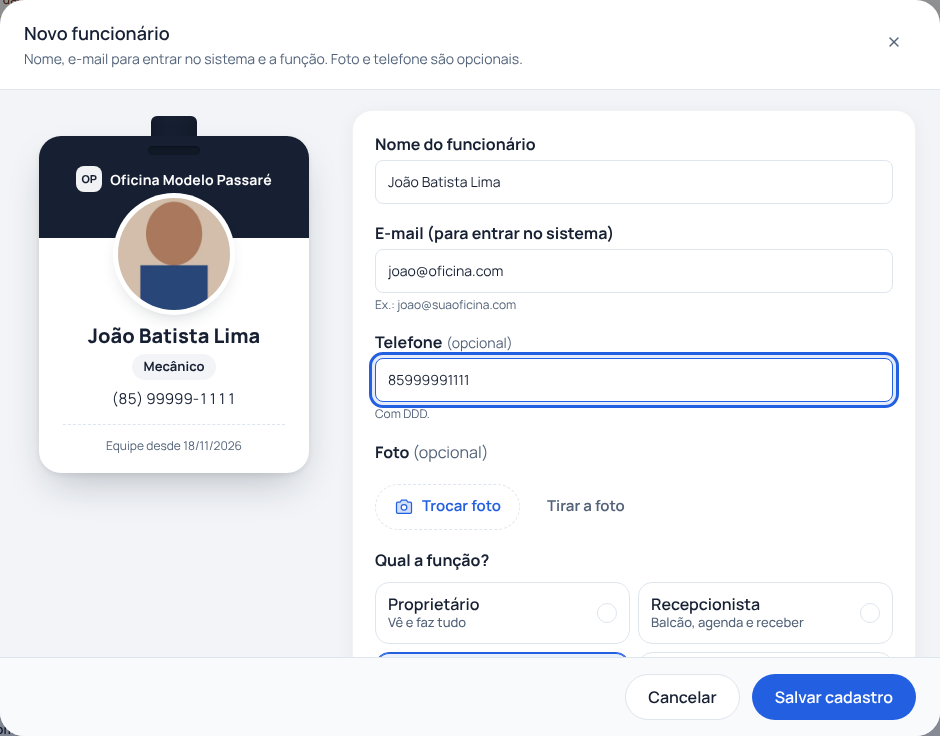 Novo funcionário
Nome, e-mail para entrar no sistema e a função. Foto e telefone são opcionais.
OP Oficina Modelo Passaré
João Batista Lima
Mecânico
(85) 99999-1111
Equipe desde 18/11/2026
Nome do funcionário
João Batista Lima
E-mail (para entrar no sistema)
joao@oficina.com
Ex.: joao@suaoficina.com
Telefone (opcional)
85999991111
Com DDD.
Foto (opcional)
Trocar foto Tirar a foto
Qual a função?
Proprietário
Vê e faz tudo
Recepcionista
Balcão, agenda e receber
Cancelar Salvar cadastro